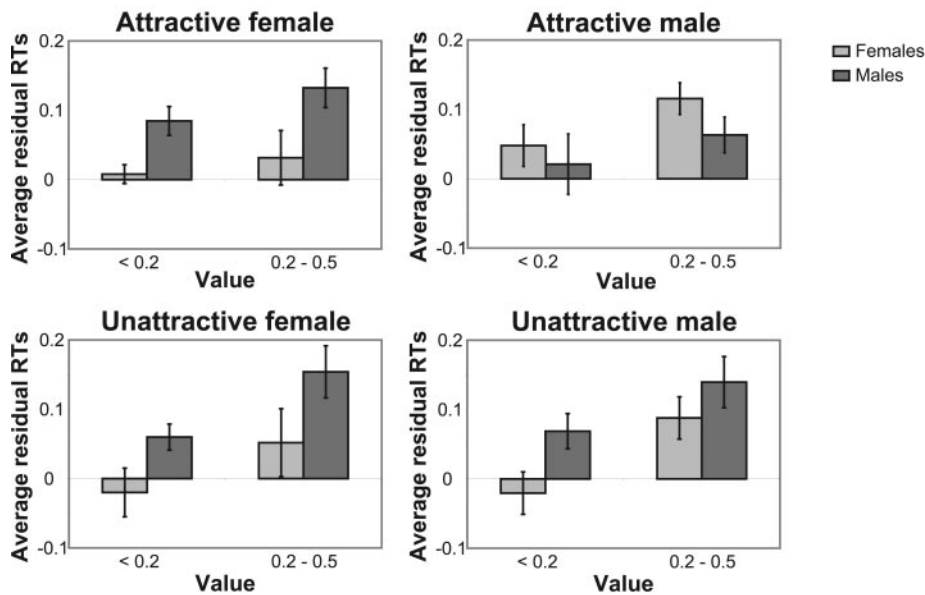 Attractive female
Average residual RTs
0.2
0.1
0
-0.1
< 0.2
0.2 - 0.5
Value
Attractive male
Average residual RTs
0.2
0.1
0
-0.1
< 0.2
0.2 - 0.5
Value
Females
Males
Unattractive female
Average residual RTs
0.2
0.1
0
-0.1
< 0.2
0.2 - 0.5
Value
Unattractive male
Average residual RTs
0.2
0.1
0
-0.1
< 0.2
0.2 - 0.5
Value